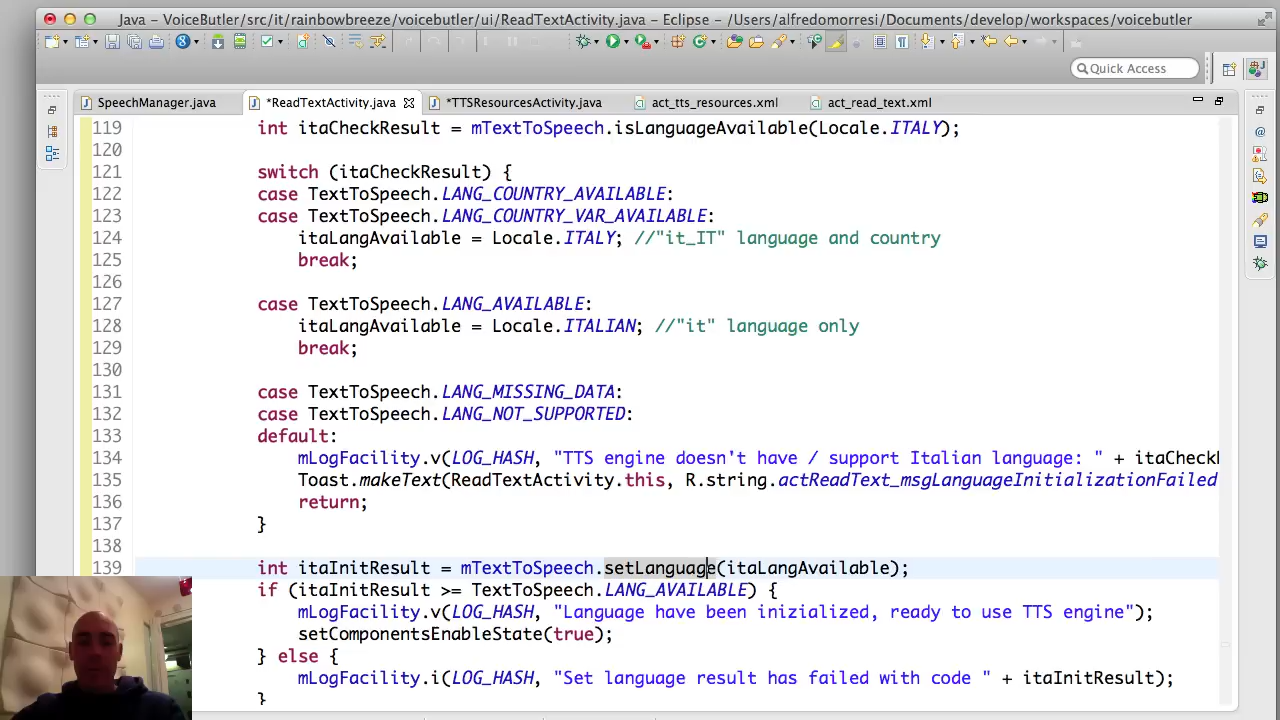 Java - VoiceButler/src/it/rainbowbreeze/voicebutler/ui/ReadTextActivity.java - Eclipse - /Users/alfredomorresi/Documents/develop/workspaces/voicebutler
Quick Access
SpeechManager.java *ReadTextActivity.java *TTSResourcesActivity.java act_tts_resources.xml act_read_text.xml
119 int itaCheckResult = mTextToSpeech.isLanguageAvailable(Locale.ITALY);
120
121 switch (itaCheckResult) {
122 case TextToSpeech.LANG_COUNTRY_AVAILABLE:
123 case TextToSpeech.LANG_COUNTRY_VAR_AVAILABLE:
124 itaLangAvailable = Locale.ITALY; //"it_IT" language and country
125 break;
126
127 case TextToSpeech.LANG_AVAILABLE:
128 itaLangAvailable = Locale.ITALIAN; //"it" language only
129 break;
130
131 case TextToSpeech.LANG_MISSING_DATA:
132 case TextToSpeech.LANG_NOT_SUPPORTED:
133 default:
134 mLogFacility.v(LOG_HASH, "TTS engine doesn't have / support Italian language: " + itaCheck
135 Toast.makeText(ReadTextActivity.this, R.string.actReadText_msgLanguageInitializationFailed
136 return;
137 }
138
139 int itaInitResult = mTextToSpeech.setLanguage(itaLangAvailable);
if (itaInitResult >= TextToSpeech.LANG_AVAILABLE) {
mLogFacility.v(LOG_HASH, "Language have been inizialized, ready to use TTS engine");
setComponentsEnableState(true);
} else {
mLogFacility.i(LOG_HASH, "Set language result has failed with code " + itaInitResult);
}